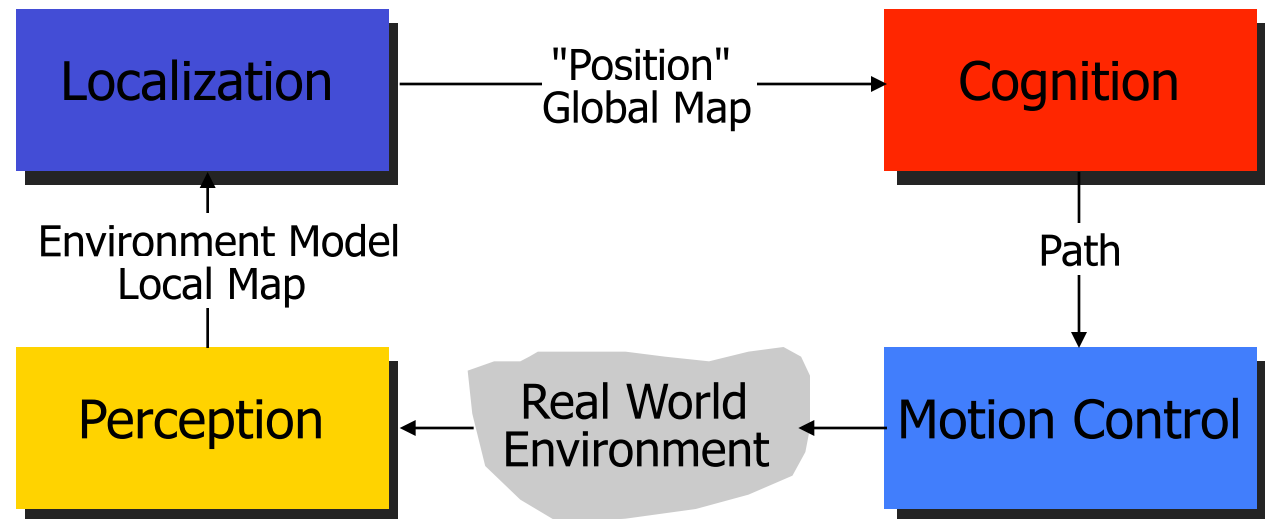 Localization
"Position"
Global Map
Cognition
Environment Model
Local Map
Path
Perception
Real World
Environment
Motion Control